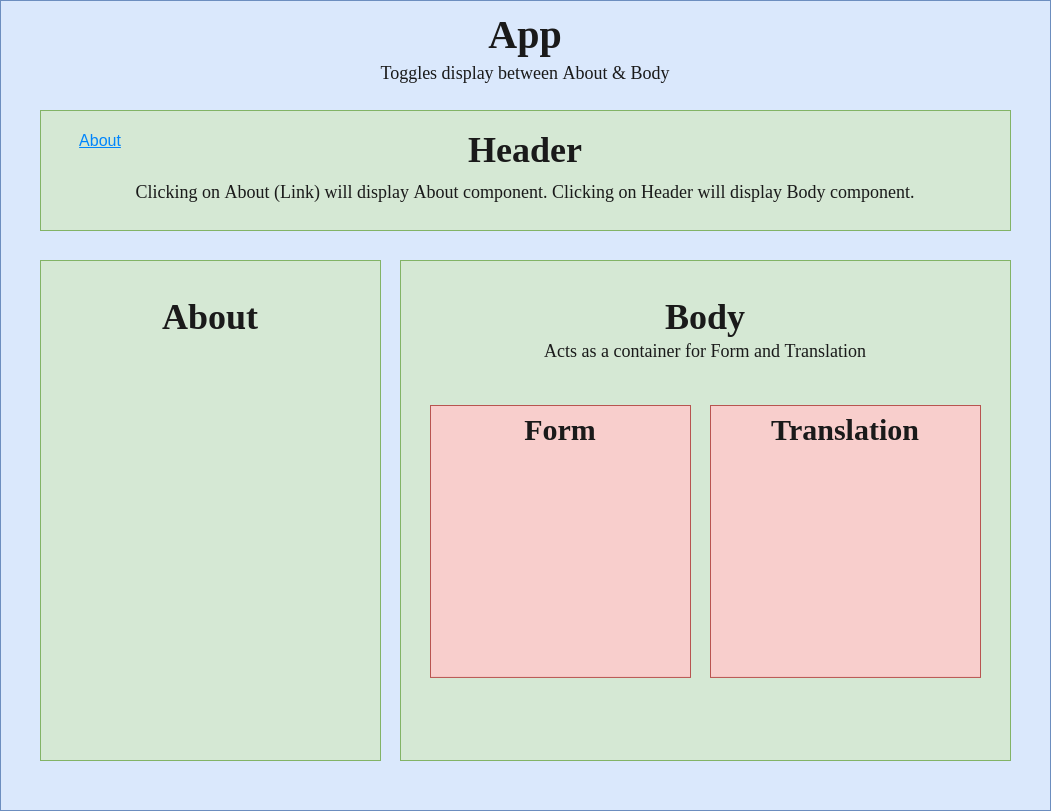 App
Toggles display between About & Body
About
Header
Clicking on About (Link) will display About component. Clicking on Header will display Body component.
About
Body
Acts as a container for Form and Translation
Form
Translation